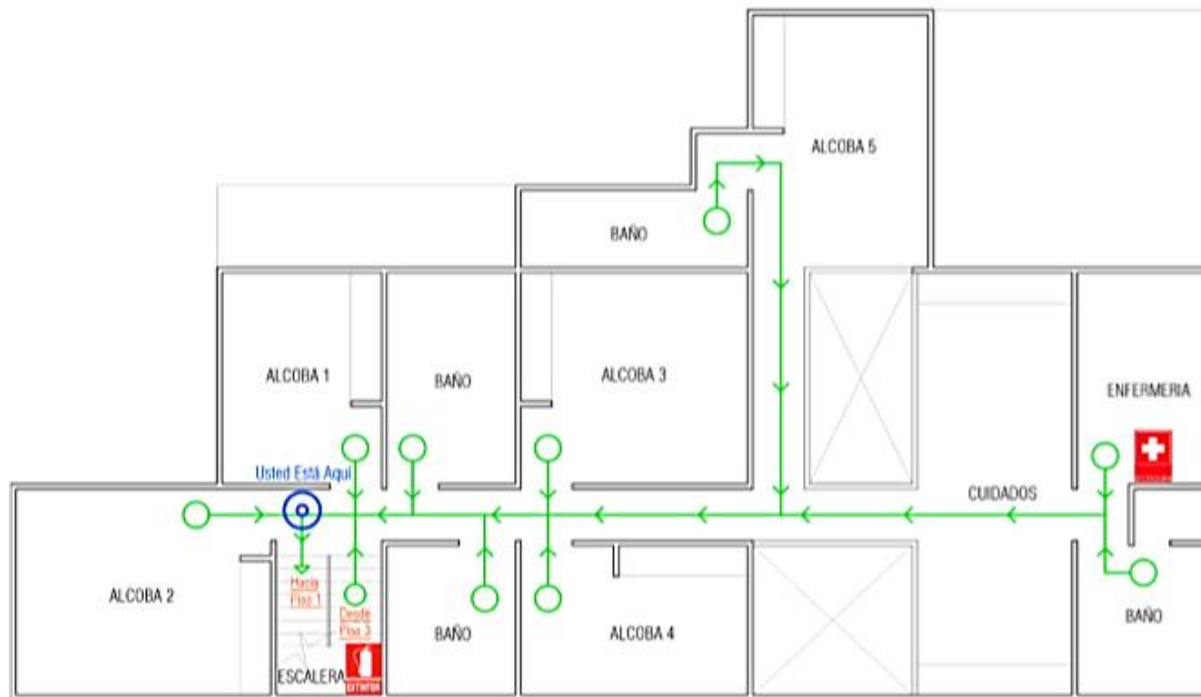 ALCOBA 5
BAÑO
ALCOBA 1
BAÑO
ALCOBA 3
ENFERMERIA
Usted Está Aquí
CUIDADOS
ALCOBA 2
Hacia
Piso 1
Desde
Piso 3
ESCALERA
EXTINTOR
BAÑO
ALCOBA 4
BAÑO